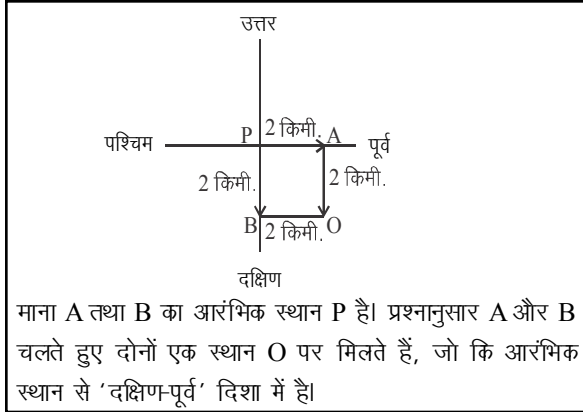 उत्तर
पश्चिम P 2 किमी. A पूर्व
2 किमी. 2 किमी.
B 2 किमी. O
दक्षिण
माना A तथा B का आरंभिक स्थान P है। प्रश्नानुसार A और B
चलते हुए दोनों एक स्थान O पर मिलते हैं, जो कि आरंभिक
स्थान से ‘दक्षिण-पूर्व’ दिशा में है।